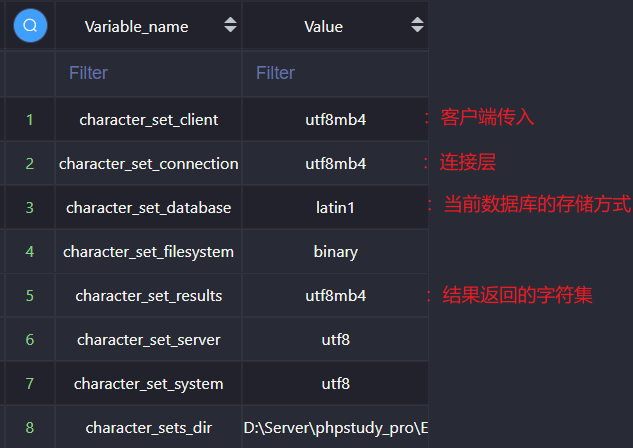 Variable_name Value
Filter Filter
1 character_set_client utf8mb4 : 客户端传入
2 character_set_connection utf8mb4 : 连接层
3 character_set_database latin1 : 当前数据库的存储方式
4 character_set_filesystem binary
5 character_set_results utf8mb4 : 结果返回的字符集
6 character_set_server utf8
7 character_set_system utf8
8 character_sets_dir D:\Server\phpstudy_pro\E